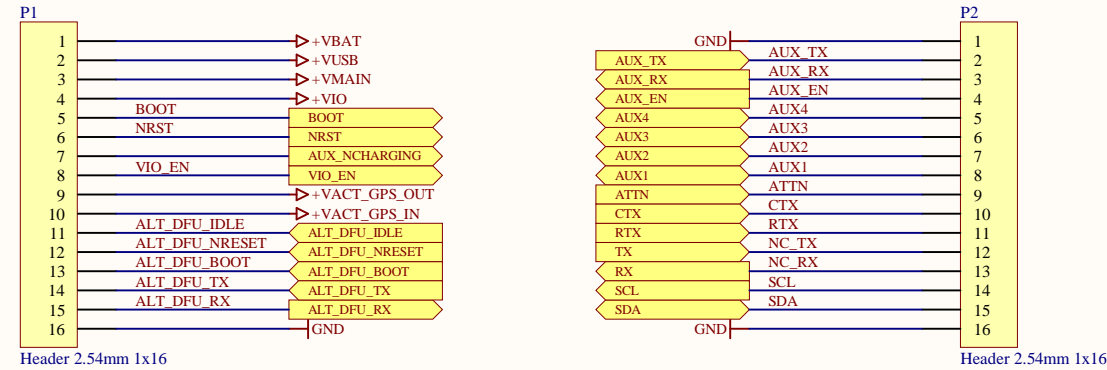 P1
1 +VBAT
2 +VUSB
3 +VMAIN
4 +VIO
5 BOOT BOOT
6 NRST NRST
7 AUX_NCHARGING
8 VIO_EN VIO_EN
9 +VACT_GPS_OUT
10 +VACT_GPS_IN
11 ALT_DFU_IDLE ALT_DFU_IDLE
12 ALT_DFU_NRESET ALT_DFU_NRESET
13 ALT_DFU_BOOT ALT_DFU_BOOT
14 ALT_DFU_TX ALT_DFU_TX
15 ALT_DFU_RX ALT_DFU_RX
16 GND
Header 2.54mm 1x16
P2
GND 1
AUX_TX AUX_TX 2
AUX_RX AUX_RX 3
AUX_EN AUX_EN 4
AUX4 AUX4 5
AUX3 AUX3 6
AUX2 AUX2 7
AUX1 AUX1 8
ATTN ATTN 9
CTX CTX 10
RTX RTX 11
TX NC_TX 12
RX NC_RX 13
SCL SCL 14
SDA SDA 15
GND 16
Header 2.54mm 1x16